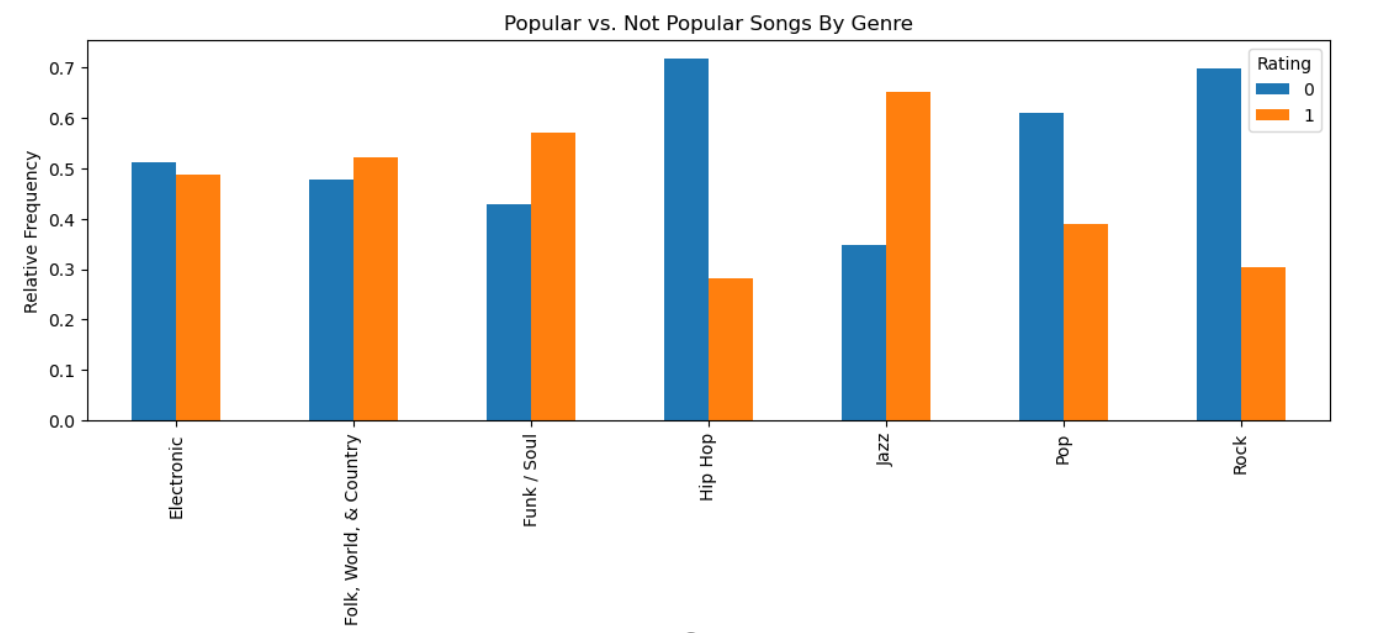 Popular vs. Not Popular Songs By Genre
Relative Frequency
0.7
0.6
0.5
0.4
0.3
0.2
0.1
0.0
Rating
0
1
Electronic
Folk, World, & Country
Funk / Soul
Hip Hop
Jazz
Pop
Rock